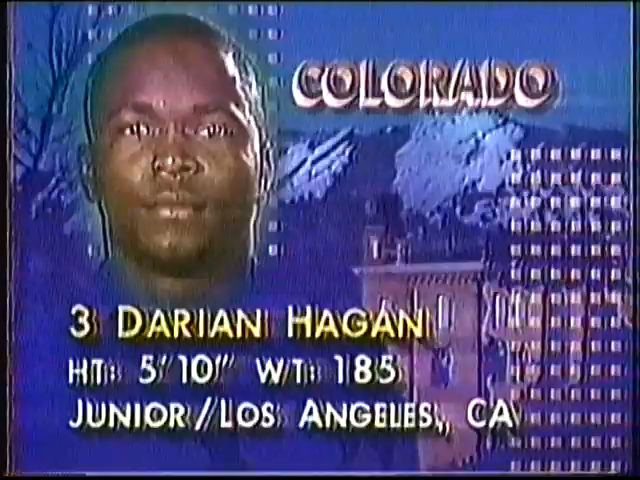 COLORADO
3 DARIAN HAGAN
HT: 5'10" WT: 185
JUNIOR/LOS ANGELES, CA